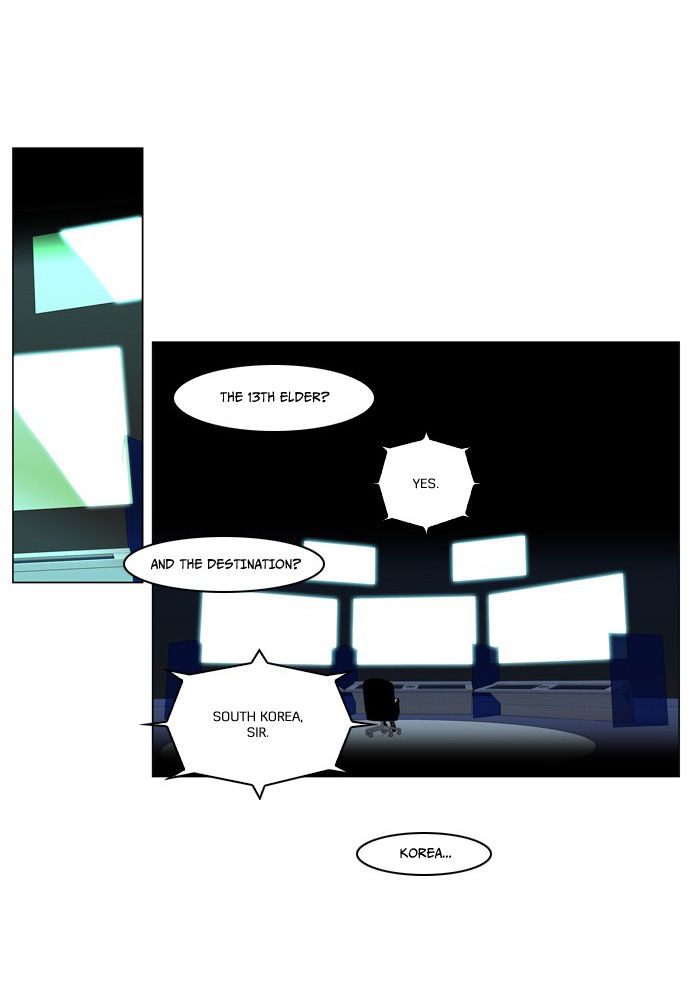 THE 13TH ELDER?
YES.
AND THE DESTINATION?
SOUTH KOREA,
SIR.
KOREA...